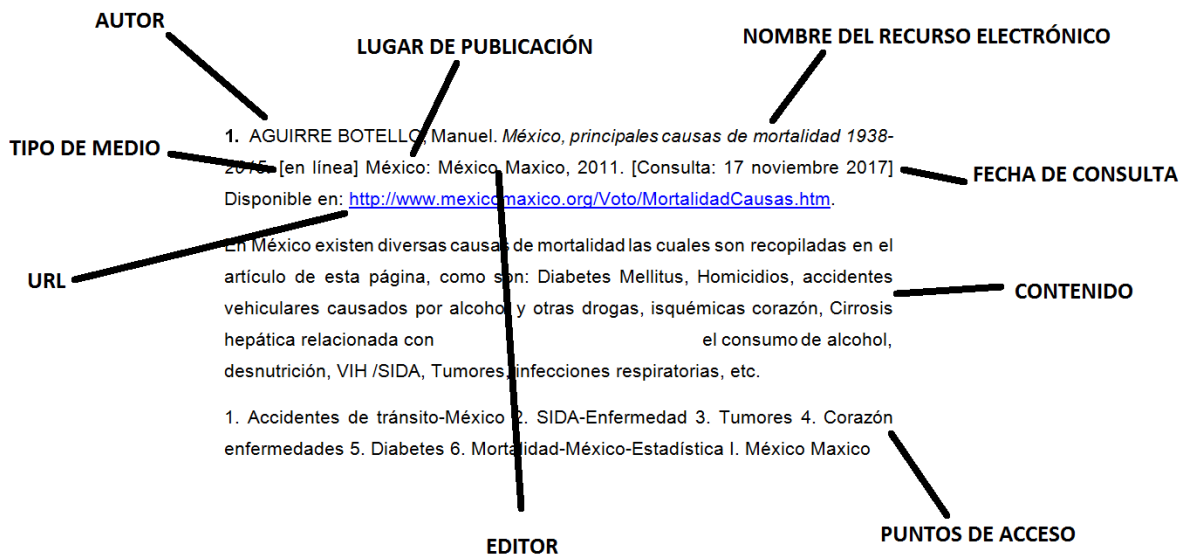 AUTOR
LUGAR DE PUBLICACIÓN
NOMBRE DEL RECURSO ELECTRÓNICO
1. AGUIRRE BOTELLO, Manuel. México, principales causas de mortalidad 1938-
TIPO DE MEDIO
2015. [en línea] México: México Maxico, 2011. [Consulta: 17 noviembre 2017]
FECHA DE CONSULTA
Disponible en: http://www.mexicomaxico.org/Voto/MortalidadCausas.htm.
En México existen diversas causas de mortalidad las cuales son recopiladas en el
artículo de esta página, como son: Diabetes Mellitus, Homicidios, accidentes
URL
CONTENIDO
vehiculares causados por alcohol y otras drogas, isquémicas corazón, Cirrosis
hepática relacionada con el consumo de alcohol,
desnutrición, VIH /SIDA, Tumores, infecciones respiratorias, etc.
1. Accidentes de tránsito-México 2. SIDA-Enfermedad 3. Tumores 4. Corazón
enfermedades 5. Diabetes 6. Mortalidad-México-Estadística I. México Maxico
PUNTOS DE ACCESO
EDITOR